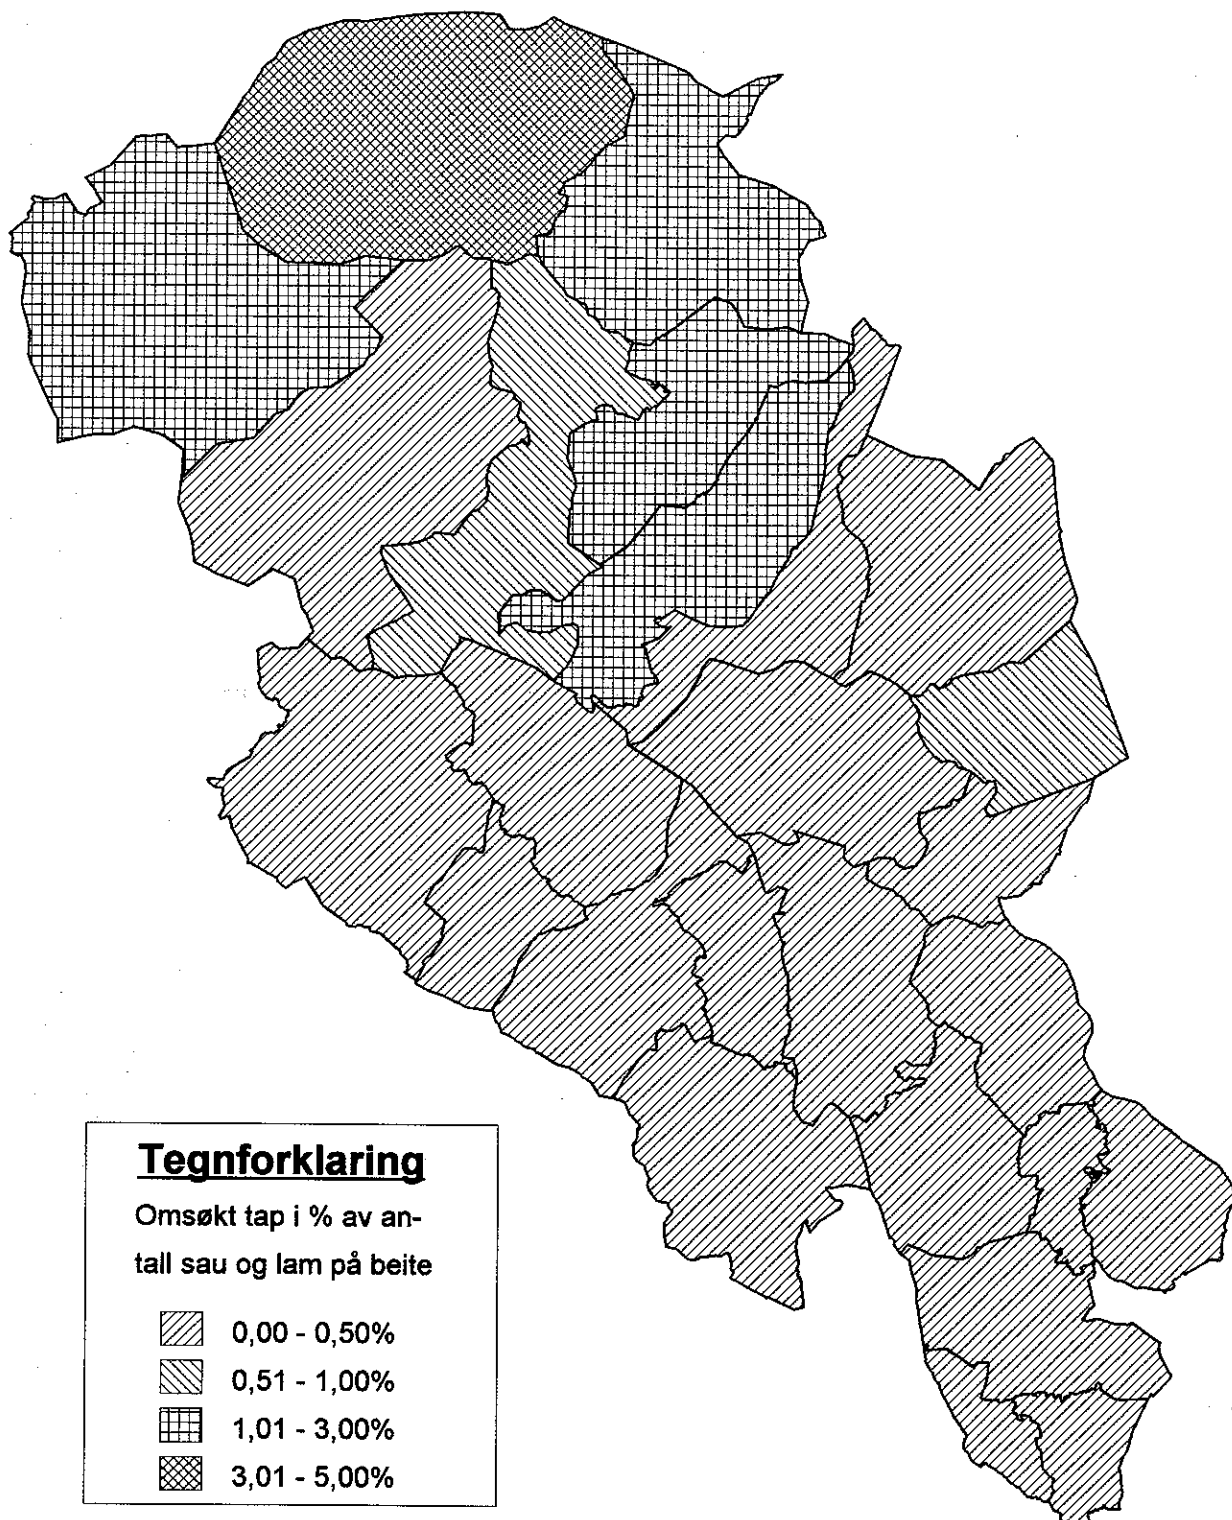 Tegnforklaring
Omsøkt tap i % av an-
tall sau og lam på beite
0,00 - 0,50%
0,51 - 1,00%
1,01 - 3,00%
3,01 - 5,00%